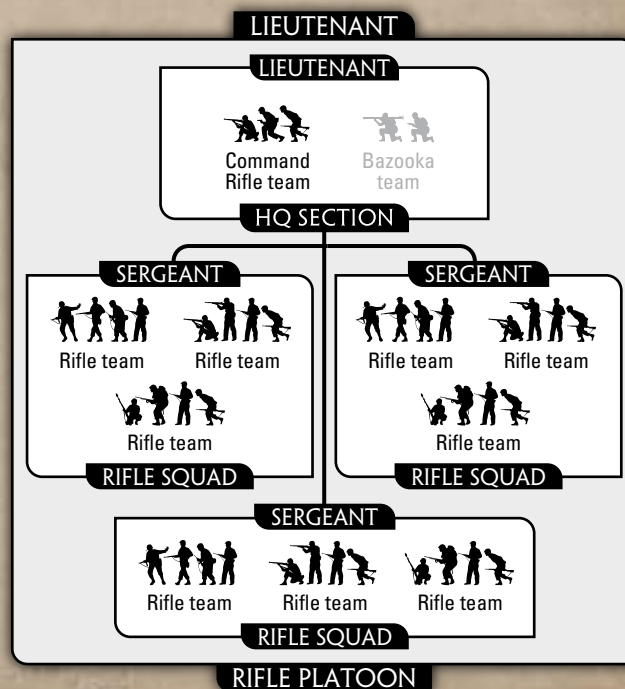 LIEUTENANT
LIEUTENANT
Command
Rifle team
Bazooka
team
HQ SECTION
SERGEANT
Rifle team
Rifle team
Rifle team
RIFLE SQUAD
SERGEANT
Rifle team
Rifle team
Rifle team
RIFLE SQUAD
SERGEANT
Rifle team
Rifle team
Rifle team
RIFLE SQUAD
RIFLE PLATOON